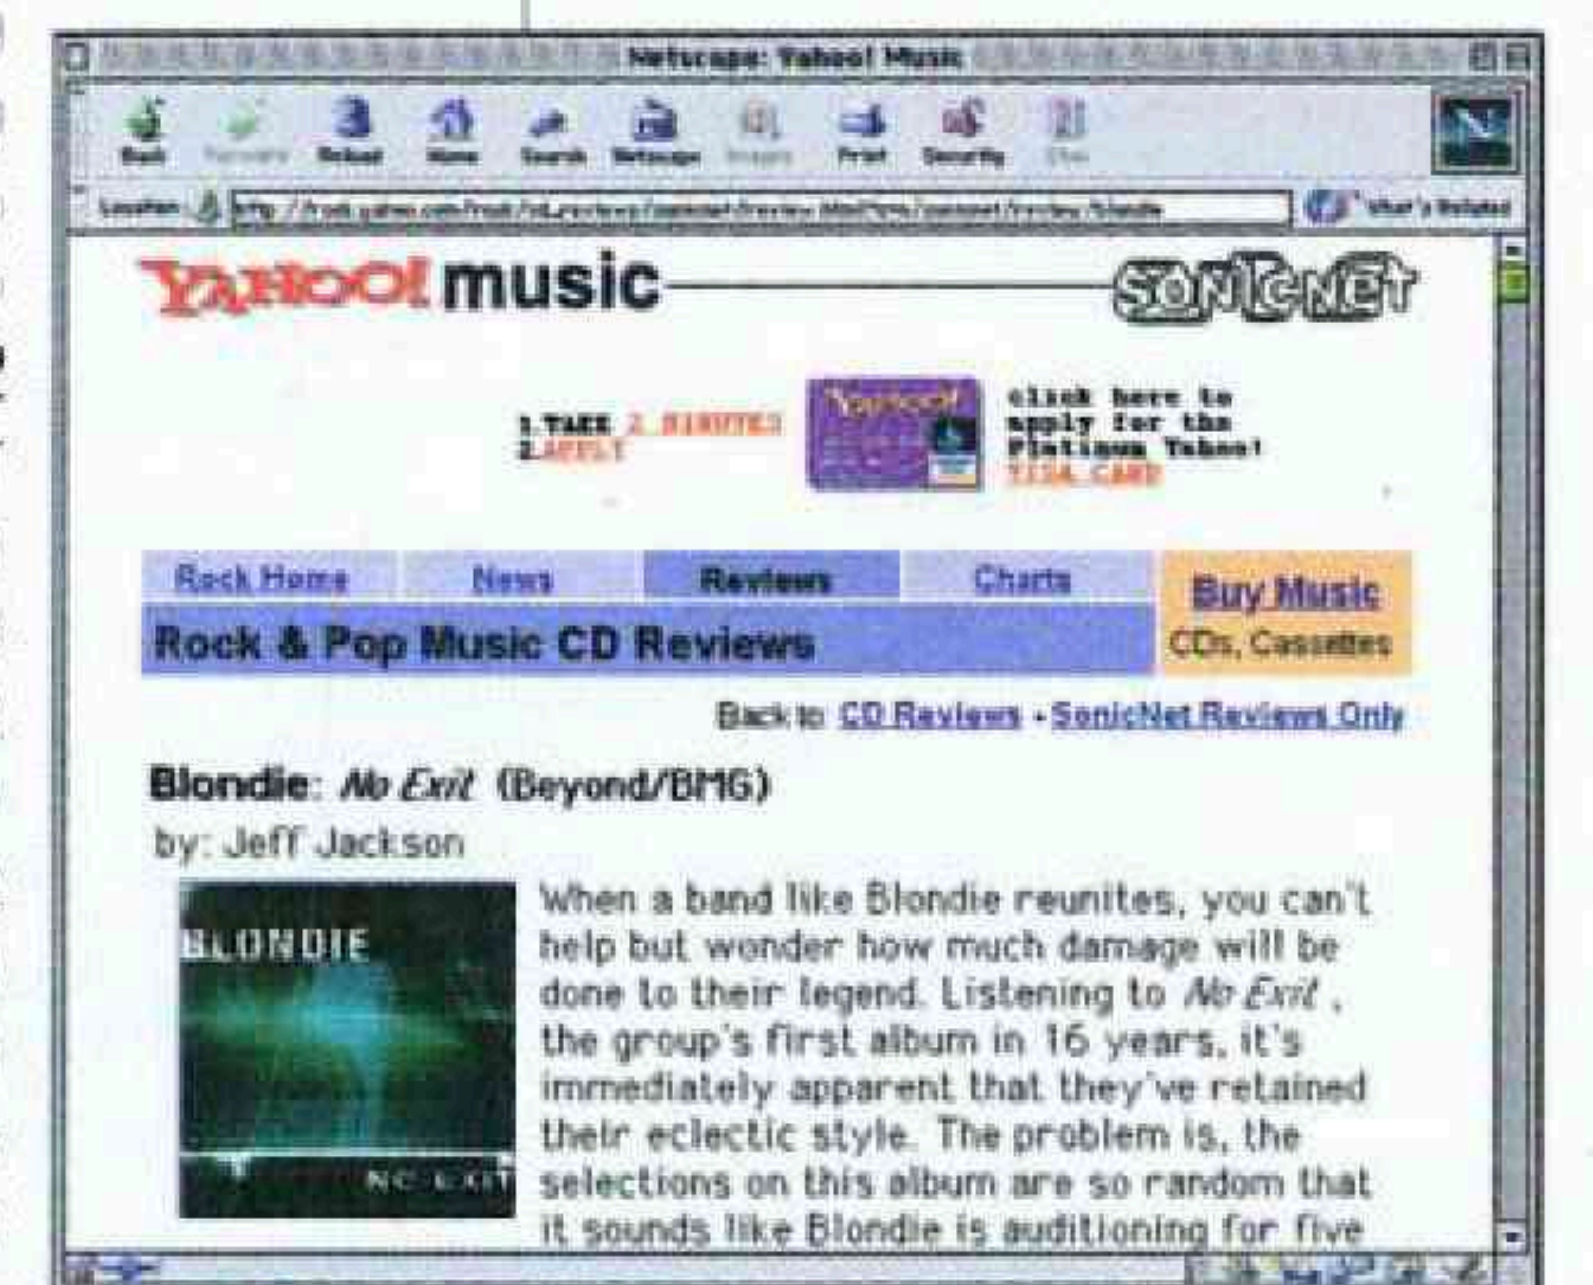 Netscape: Yahoo! Music
Back Forward Reload Home Search Netscape Images Print Security Stop
Location: What's Related
YAHOO! music SONICNET
1. TAKE 2 MINUTES
2. APPLY
YAHOO!
click here to
apply for the
Platinum Yahoo!
VISA CARD
Rock Home News Reviews Charts Buy Music
Rock & Pop Music CD Reviews CDs, Cassettes
Back to CD Reviews - SonicNet Reviews Only
Blondie: No Exit (Beyond/BMG)
by: Jeff Jackson
BLONDIE
NO EXIT
When a band like Blondie reunites, you can't
help but wonder how much damage will be
done to their legend. Listening to No Exit ,
the group's first album in 16 years, it's
immediately apparent that they've retained
their eclectic style. The problem is, the
selections on this album are so random that
it sounds like Blondie is auditioning for five